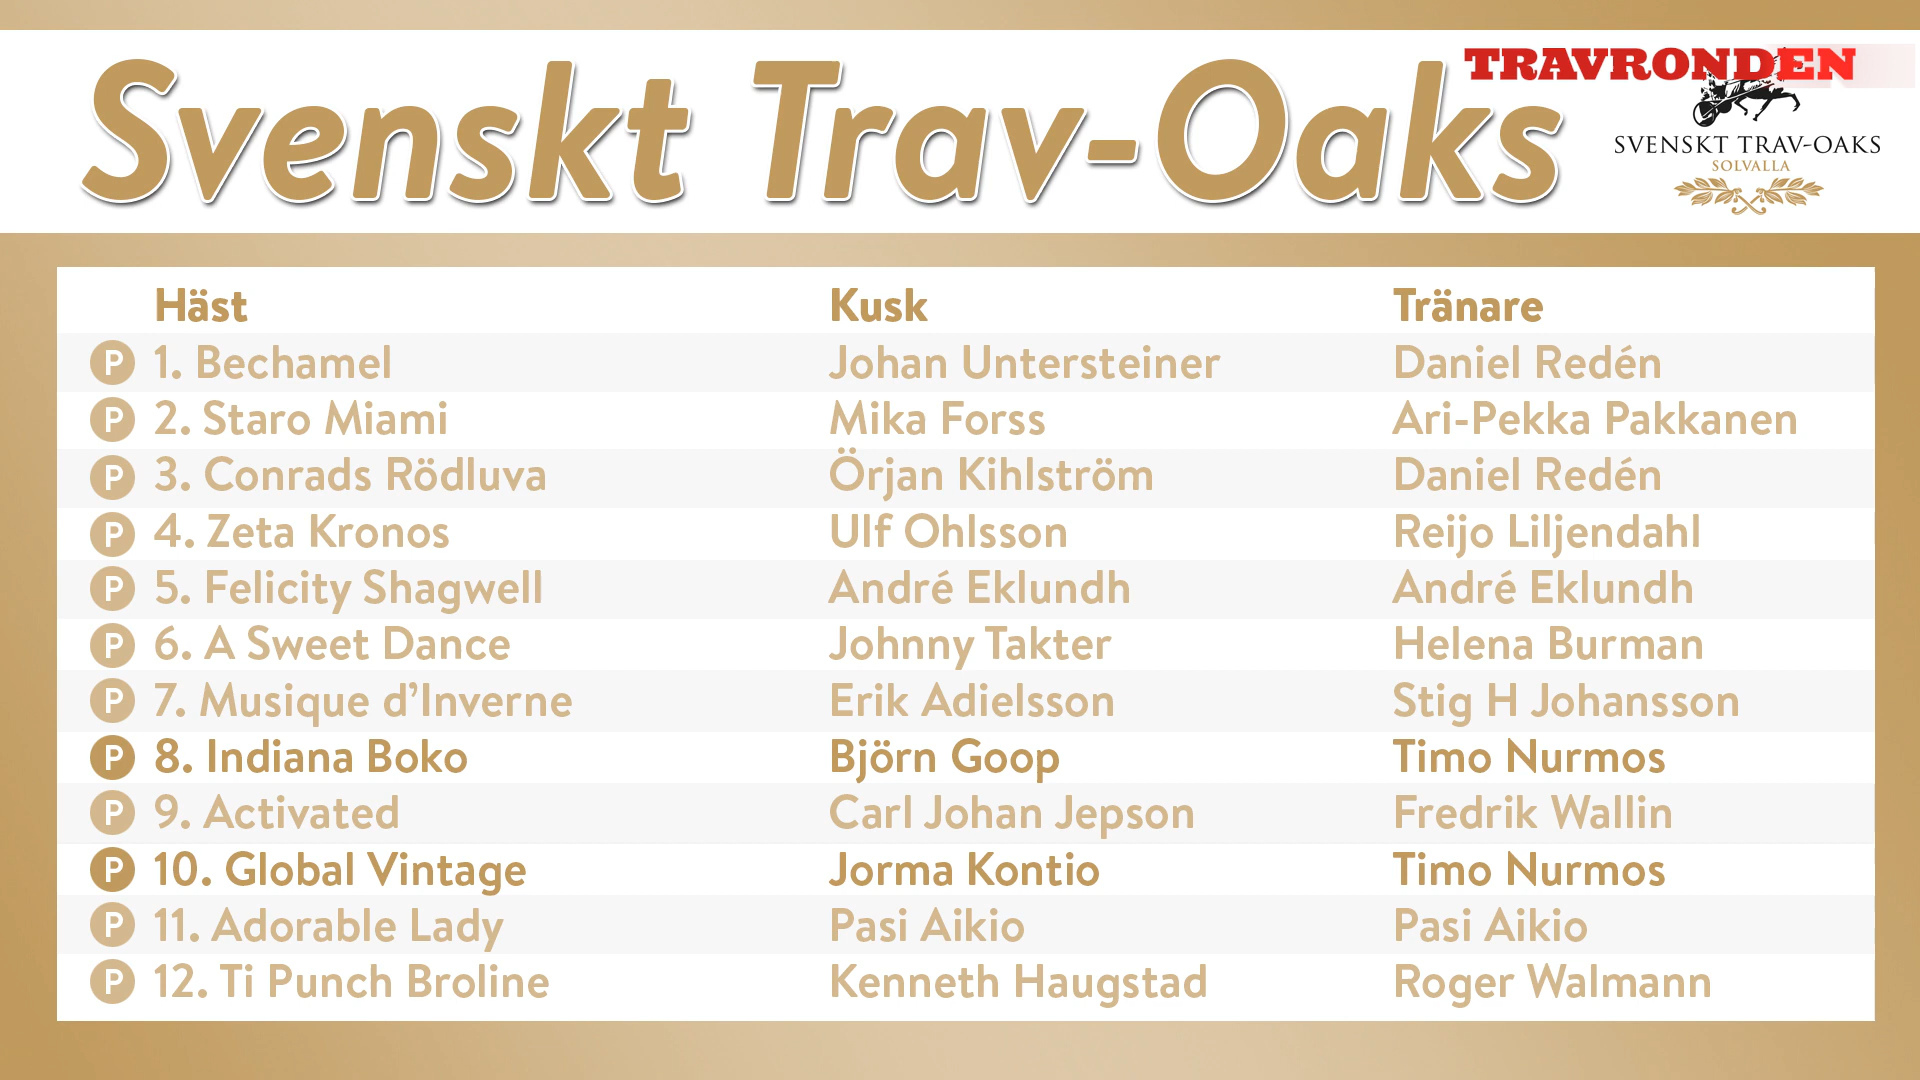 Svenskt Trav-Oaks
TRAVRONDEN
SVENSKT TRAV-OAKS
SOLVALLA
Häst Kusk Tränare
P 1. Bechamel Johan Untersteiner Daniel Redén
P 2. Staro Miami Mika Forss Ari-Pekka Pakkanen
P 3. Conrads Rödluva Örjan Kihlström Daniel Redén
P 4. Zeta Kronos Ulf Ohlsson Reijo Liljendahl
P 5. Felicity Shagwell André Eklundh André Eklundh
P 6. A Sweet Dance Johnny Takter Helena Burman
P 7. Musique d’Inverne Erik Adielsson Stig H Johansson
P 8. Indiana Boko Björn Goop Timo Nurmos
P 9. Activated Carl Johan Jepson Fredrik Wallin
P 10. Global Vintage Jorma Kontio Timo Nurmos
P 11. Adorable Lady Pasi Aikio Pasi Aikio
P 12. Ti Punch Broline Kenneth Haugstad Roger Walmann